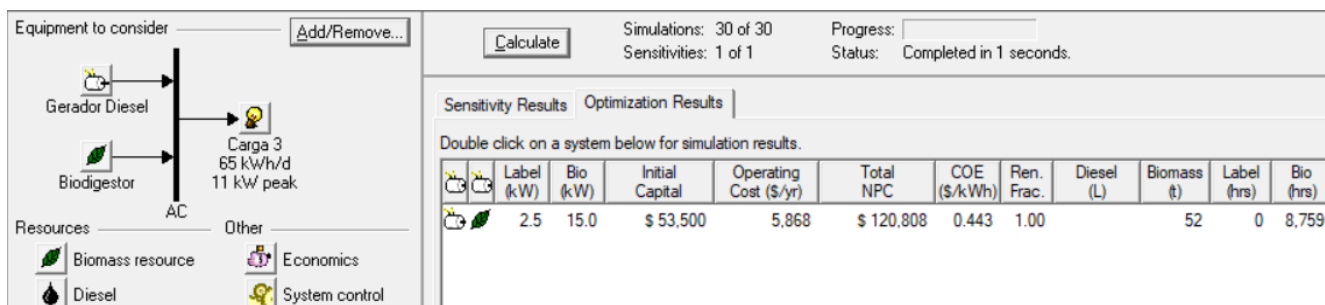 Equipment to consider
Add/Remove...
Gerador Diesel
Biodigestor
Carga 3
65 kWh/d
11 kW peak
AC
Resources
Other
Biomass resource
Economics
Diesel
System control
Calculate
Simulations: 30 of 30
Progress:
Sensitivities: 1 of 1
Status: Completed in 1 seconds.
Sensitivity Results
Optimization Results
Double click on a system below for simulation results.
Label (kW) Bio (kW) Initial Capital Operating Cost ($/yr) Total NPC COE ($/kWh) Ren. Frac. Diesel (L) Biomass (t) Label (hrs) Bio (hrs)
2.5 15.0 $ 53,500 5,868 $ 120,808 0.443 1.00 52 0 8,759